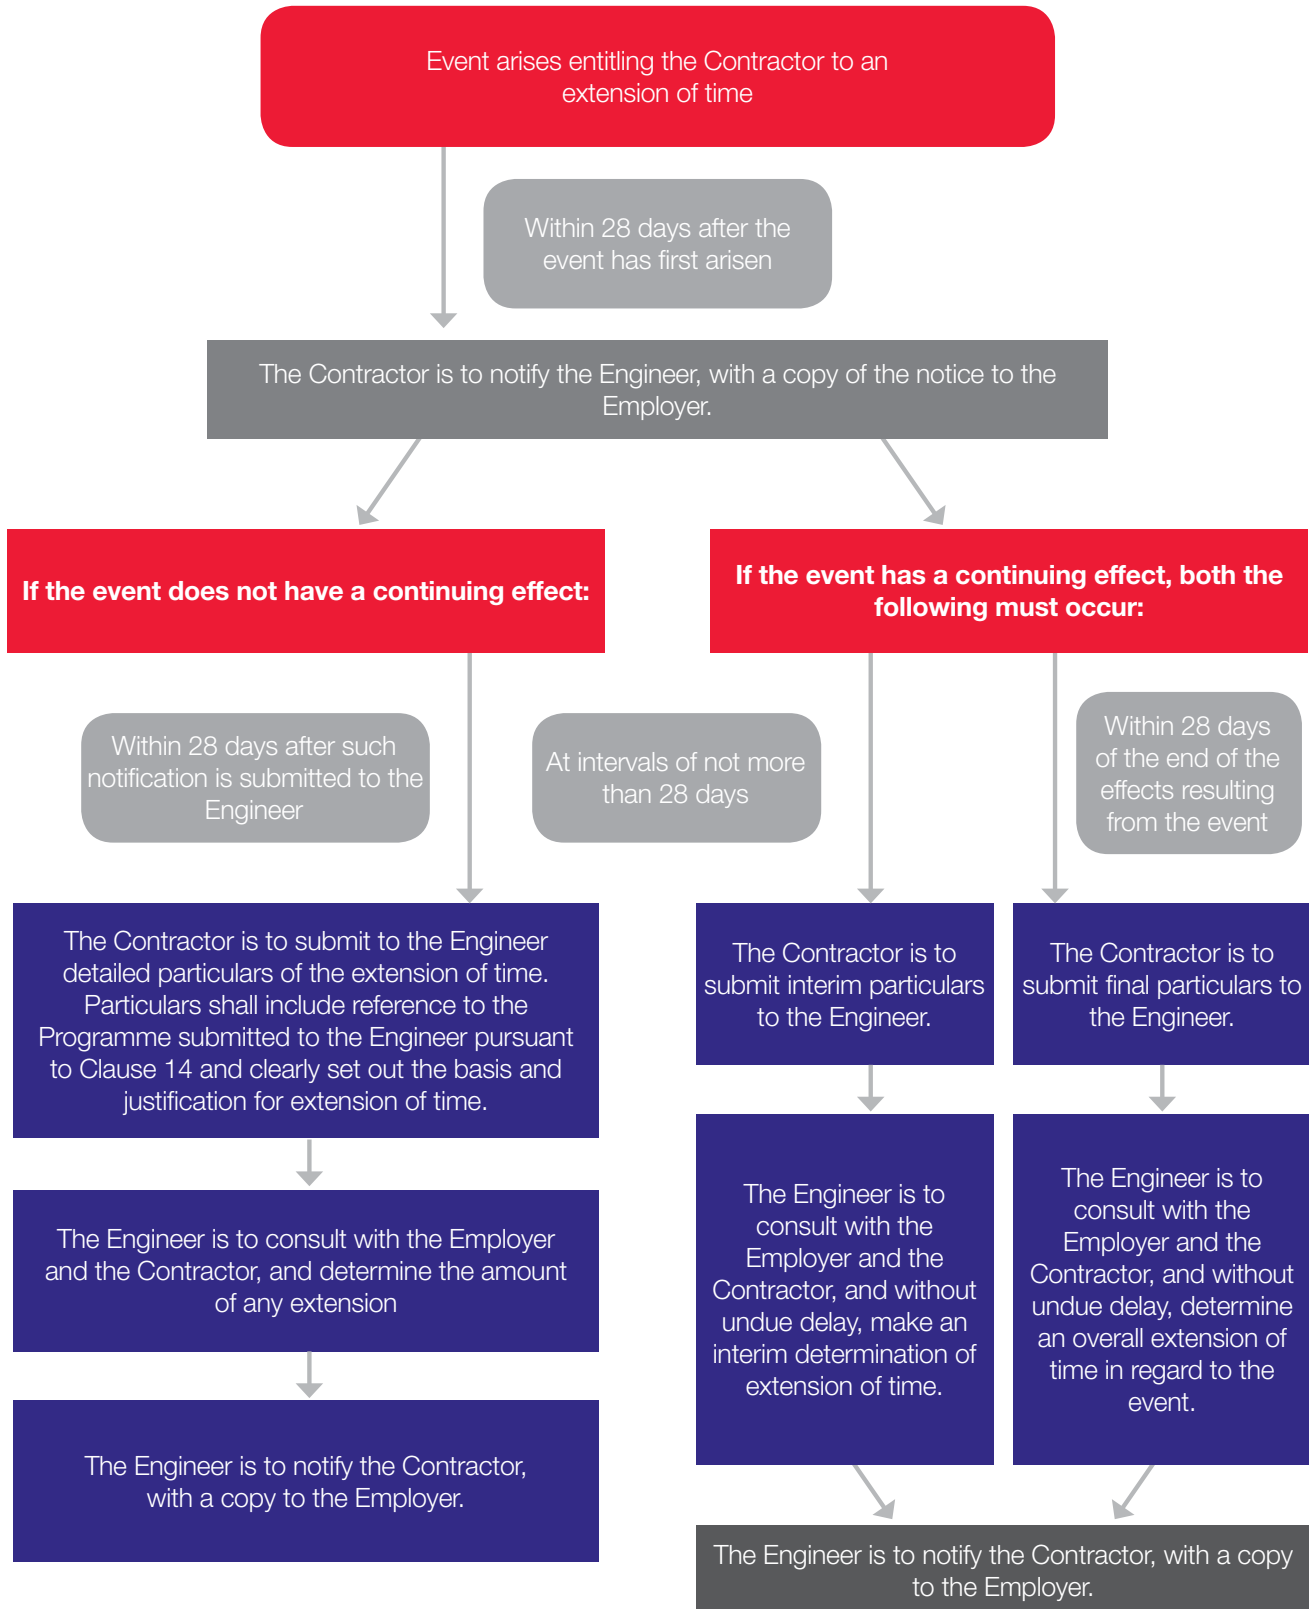 Event arises entitling the Contractor to an
extension of time
Within 28 days after the
event has first arisen
The Contractor is to notify the Engineer, with a copy of the notice to the
Employer.
If the event does not have a continuing effect:
If the event has a continuing effect, both the
following must occur:
Within 28 days after such
notification is submitted to the
Engineer
At intervals of not more
than 28 days
Within 28 days
of the end of the
effects resulting
from the event
The Contractor is to submit to the Engineer
detailed particulars of the extension of time.
Particulars shall include reference to the
Programme submitted to the Engineer pursuant
to Clause 14 and clearly set out the basis and
justification for extension of time.
The Contractor is to
submit interim particulars
to the Engineer.
The Contractor is to
submit final particulars to
the Engineer.
The Engineer is to consult with the Employer
and the Contractor, and determine the amount
of any extension
The Engineer is to
consult with the
Employer and the
Contractor, and without
undue delay, make an
interim determination of
extension of time.
The Engineer is to
consult with the
Employer and the
Contractor, and without
undue delay, determine
an overall extension of
time in regard to the
event.
The Engineer is to notify the Contractor,
with a copy to the Employer.
The Engineer is to notify the Contractor, with a copy
to the Employer.